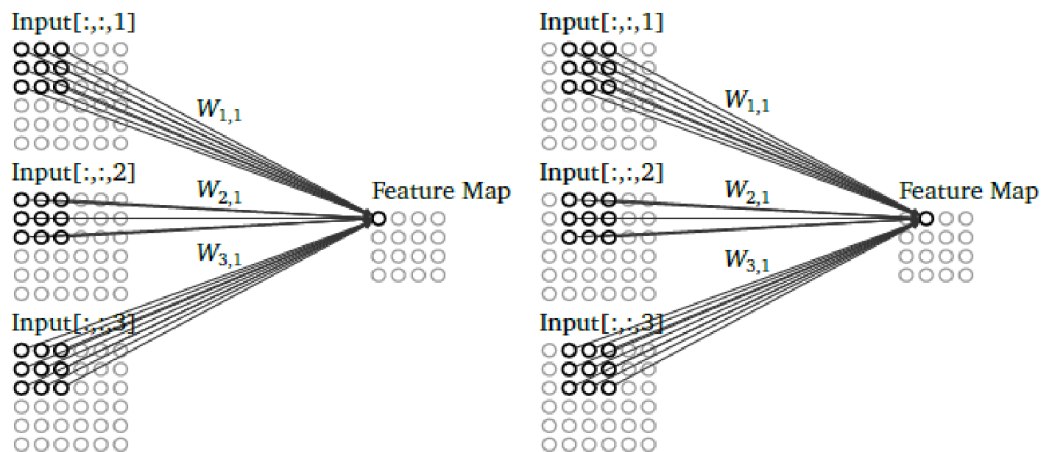 Input[:,:,1]
W1,1
Input[:,:,2]
W2,1
Feature Map
W3,1
Input[:,:,3]
Input[:,:,1]
W1,1
Input[:,:,2]
W2,1
Feature Map
W3,1
Input[:,:,3]